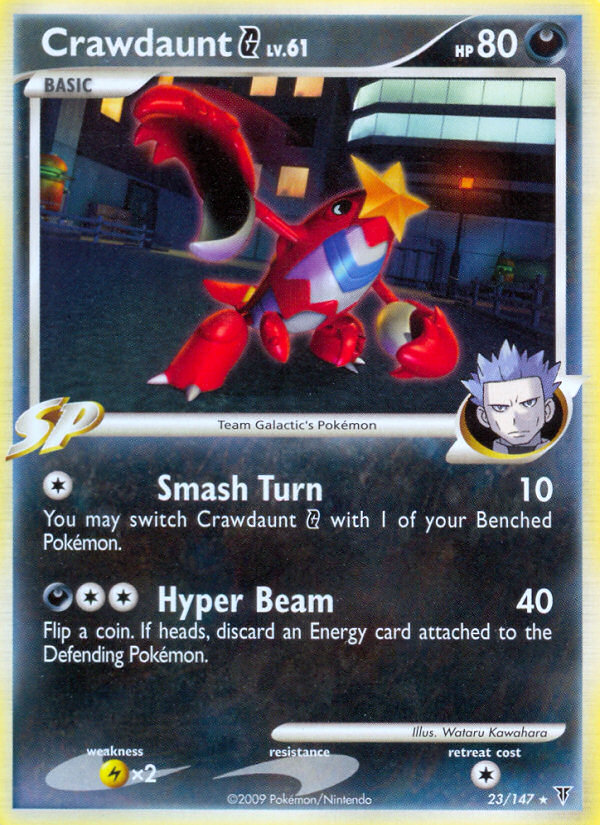 Crawdaunt G LV.61
HP 80
BASIC
SP
Team Galactic's Pokémon
Smash Turn 10
You may switch Crawdaunt G with 1 of your Benched
Pokémon.
Hyper Beam 40
Flip a coin. If heads, discard an Energy card attached to the
Defending Pokémon.
Illus. Wataru Kawahara
weakness resistance retreat cost
×2
©2009 Pokémon/Nintendo 23/147